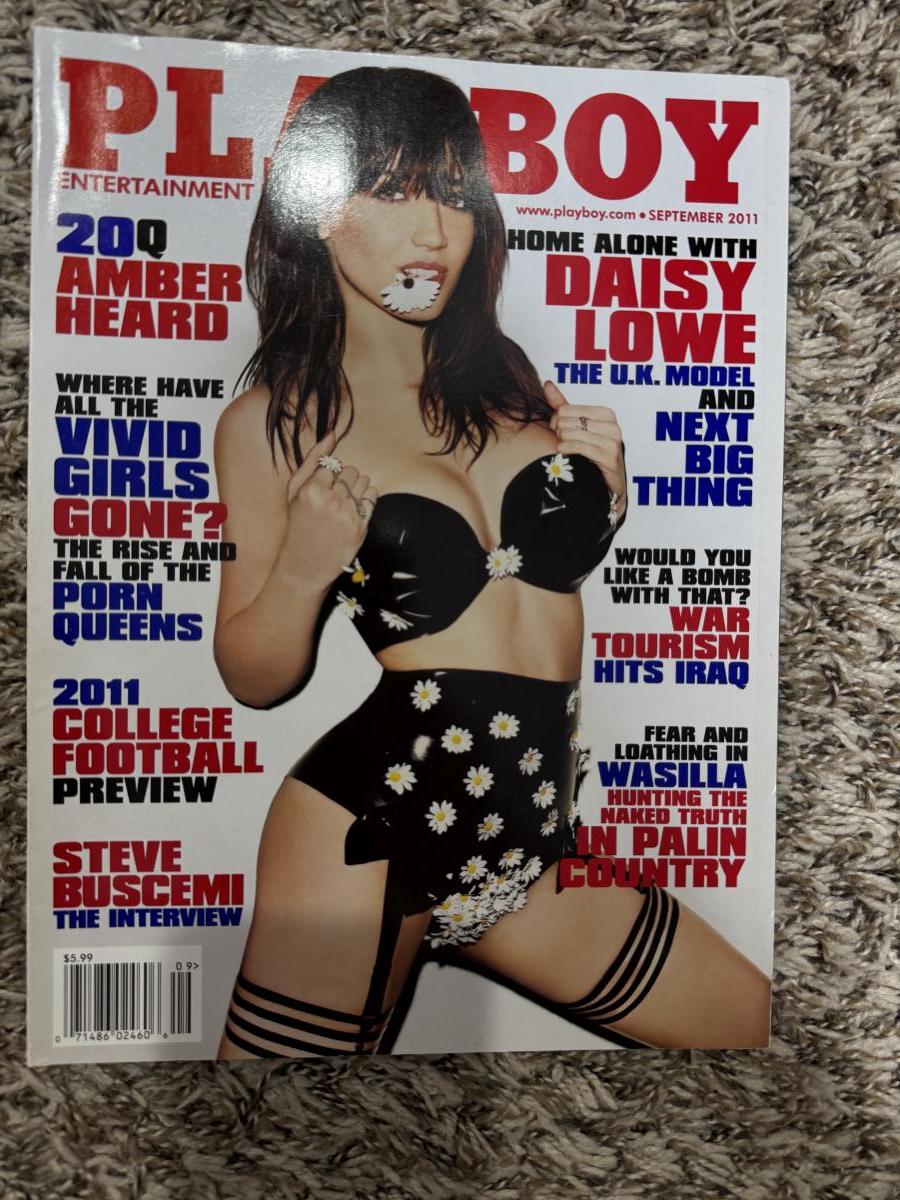 PLAYBOY
ENTERTAINMENT
www.playboy.com • SEPTEMBER 2011
20Q
AMBER
HEARD
WHERE HAVE
ALL THE
VIVID
GIRLS
GONE?
THE RISE AND
FALL OF THE
PORN
QUEENS
2011
COLLEGE
FOOTBALL
PREVIEW
STEVE
BUSCEMI
THE INTERVIEW
$5.99
09>
0 71486 02460 6
HOME ALONE WITH
DAISY
LOWE
THE U.K. MODEL
AND
NEXT
BIG
THING
WOULD YOU
LIKE A BOMB
WITH THAT?
WAR
TOURISM
HITS IRAQ
FEAR AND
LOATHING IN
WASILLA
HUNTING THE
NAKED TRUTH
IN PALIN
COUNTRY